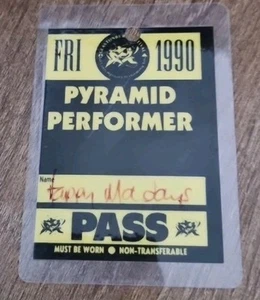 FRI 1990
PYRAMID
PERFORMER
Name
PASS
MUST BE WORN ● NON-TRANSFERABLE